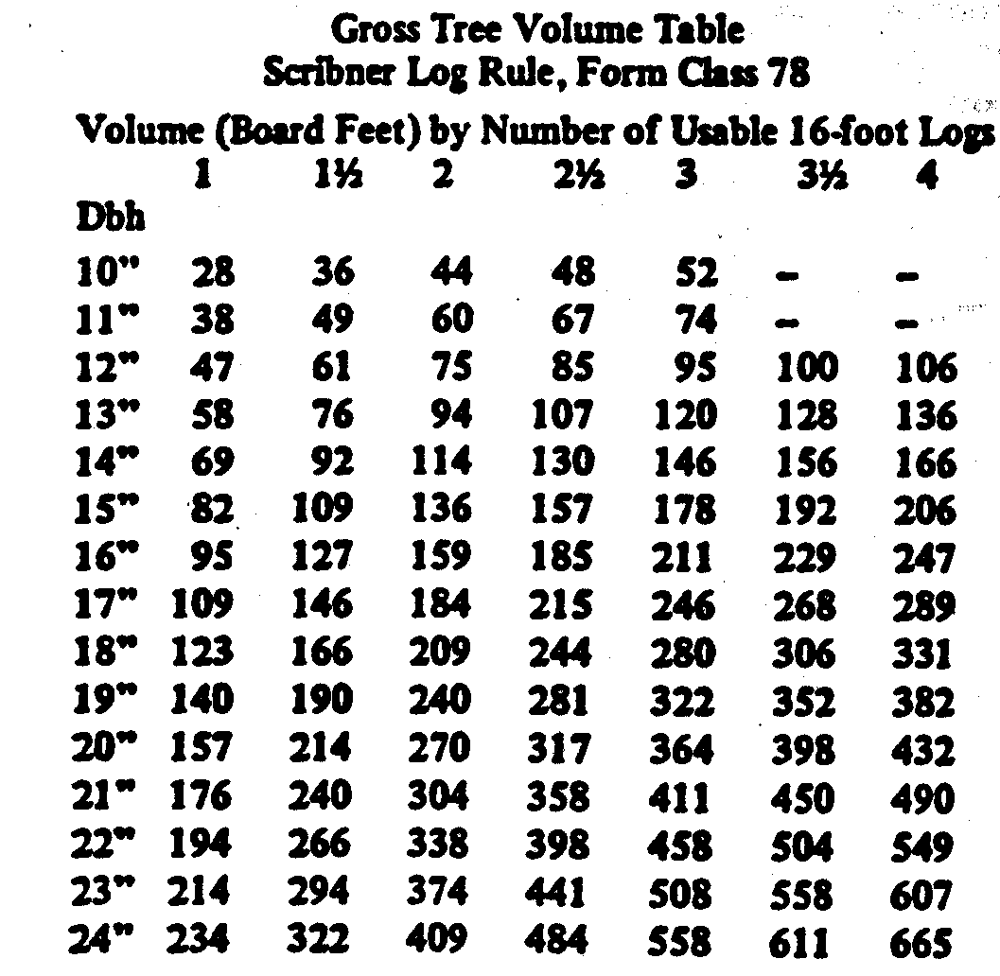 Gross Tree Volume Table
Scribner Log Rule, Form Class 78
Volume (Board Feet) by Number of Usable 16-foot Logs
1 1½ 2 2½ 3 3½ 4
Dbh
10” 28 36 44 48 52 – –
11” 38 49 60 67 74 – –
12” 47 61 75 85 95 100 106
13” 58 76 94 107 120 128 136
14” 69 92 114 130 146 156 166
15” 82 109 136 157 178 192 206
16” 95 127 159 185 211 229 247
17” 109 146 184 215 246 268 289
18” 123 166 209 244 280 306 331
19” 140 190 240 281 322 352 382
20” 157 214 270 317 364 398 432
21” 176 240 304 358 411 450 490
22” 194 266 338 398 458 504 549
23” 214 294 374 441 508 558 607
24” 234 322 409 484 558 611 665